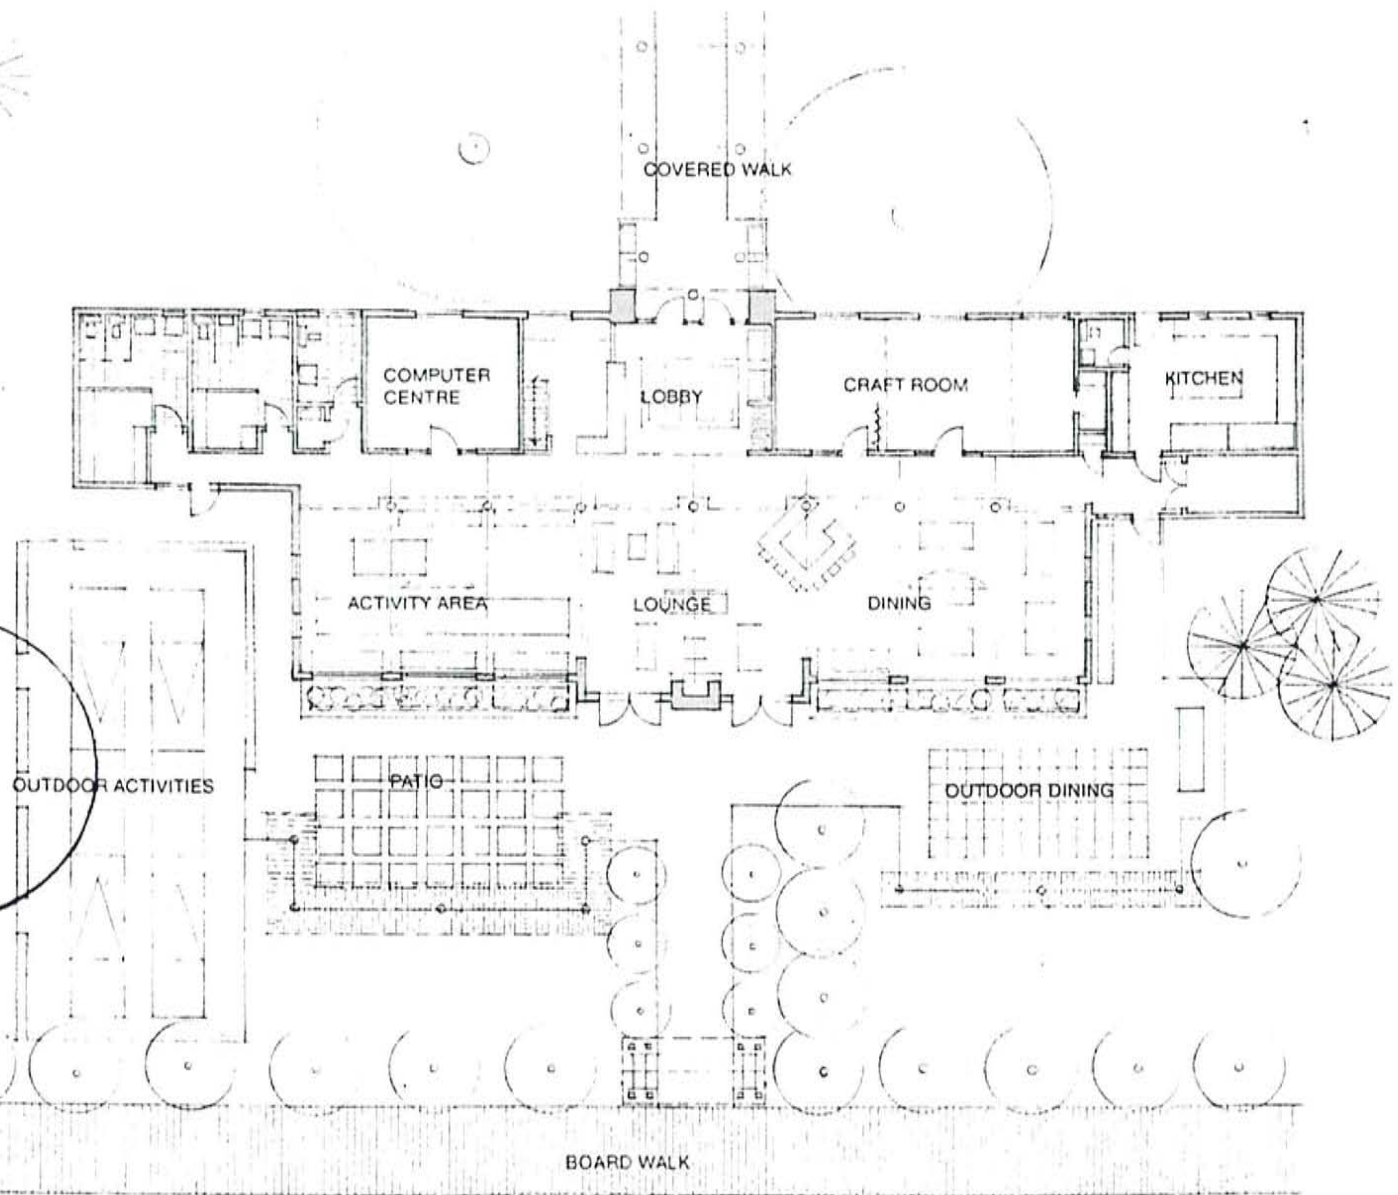 COVERED WALK
COMPUTER
CENTRE
LOBBY
CRAFT ROOM
KITCHEN
ACTIVITY AREA
LOUNGE
DINING
OUTDOOR ACTIVITIES
PATIO
OUTDOOR DINING
BOARD WALK